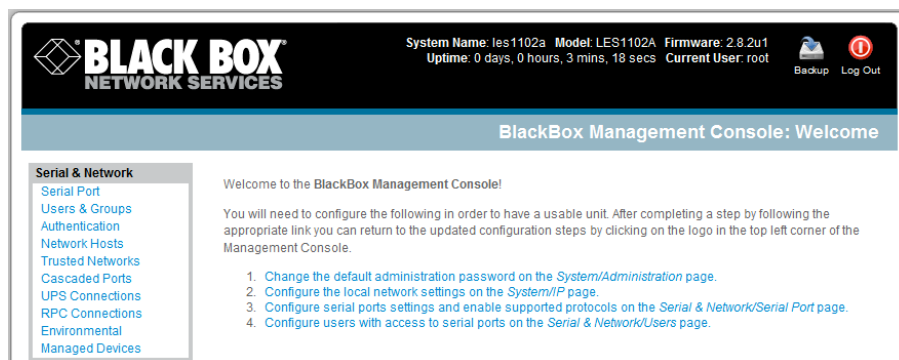 BLACK BOX®
NETWORK SERVICES
System Name: les1102a Model: LES1102A Firmware: 2.8.2u1
Uptime: 0 days, 0 hours, 3 mins, 18 secs Current User: root
Backup
Log Out
BlackBox Management Console: Welcome
Serial & Network
Serial Port
Users & Groups
Authentication
Network Hosts
Trusted Networks
Cascaded Ports
UPS Connections
RPC Connections
Environmental
Managed Devices
Welcome to the BlackBox Management Console!
You will need to configure the following in order to have a usable unit. After completing a step by following the
appropriate link you can return to the updated configuration steps by clicking on the logo in the top left corner of the
Management Console.
1. Change the default administration password on the System/Administration page.
2. Configure the local network settings on the System/IP page.
3. Configure serial ports settings and enable supported protocols on the Serial & Network/Serial Port page.
4. Configure users with access to serial ports on the Serial & Network/Users page.